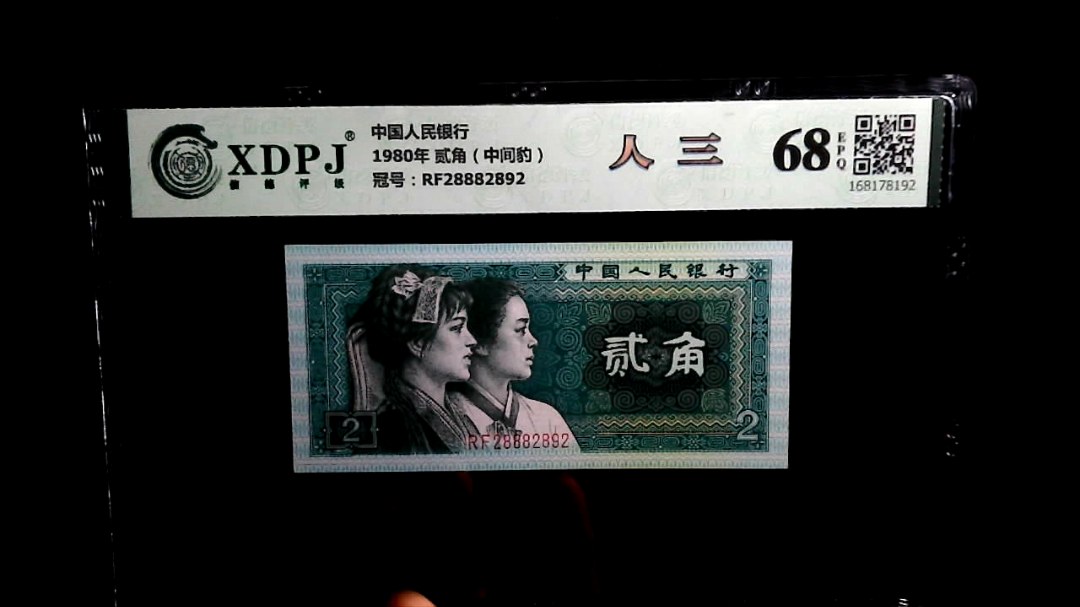 XDPJ®
评级
中国人民银行
1980年 贰角（中间豹）
冠号：RF28882892
人 三
68
EPQ
168178192
中国人民银行
贰角
2
2
RF28882892